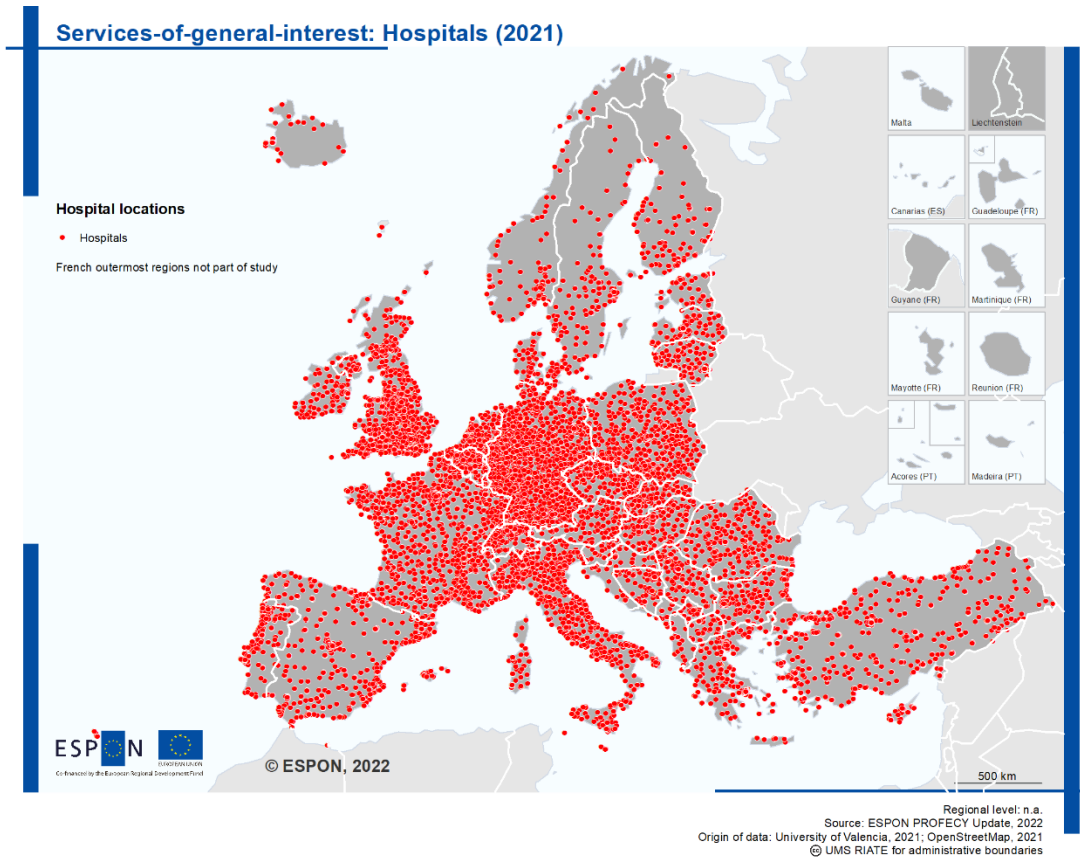 Services-of-general-interest: Hospitals (2021)
Hospital locations
Hospitals
French outermost regions not part of study
Malta
Liechtenstein
Canarias (ES)
Guadeloupe (FR)
Guyane (FR)
Martinique (FR)
Mayotte (FR)
Reunion (FR)
Acores (PT)
Madeira (PT)
ESPON
EUROPEAN UNION
Co-financed by the European Regional Development Fund
© ESPON, 2022
500 km
Regional level: n.a.
Source: ESPON PROFECY Update, 2022
Origin of data: University of Valencia, 2021; OpenStreetMap, 2021
UMS RIATE for administrative boundaries